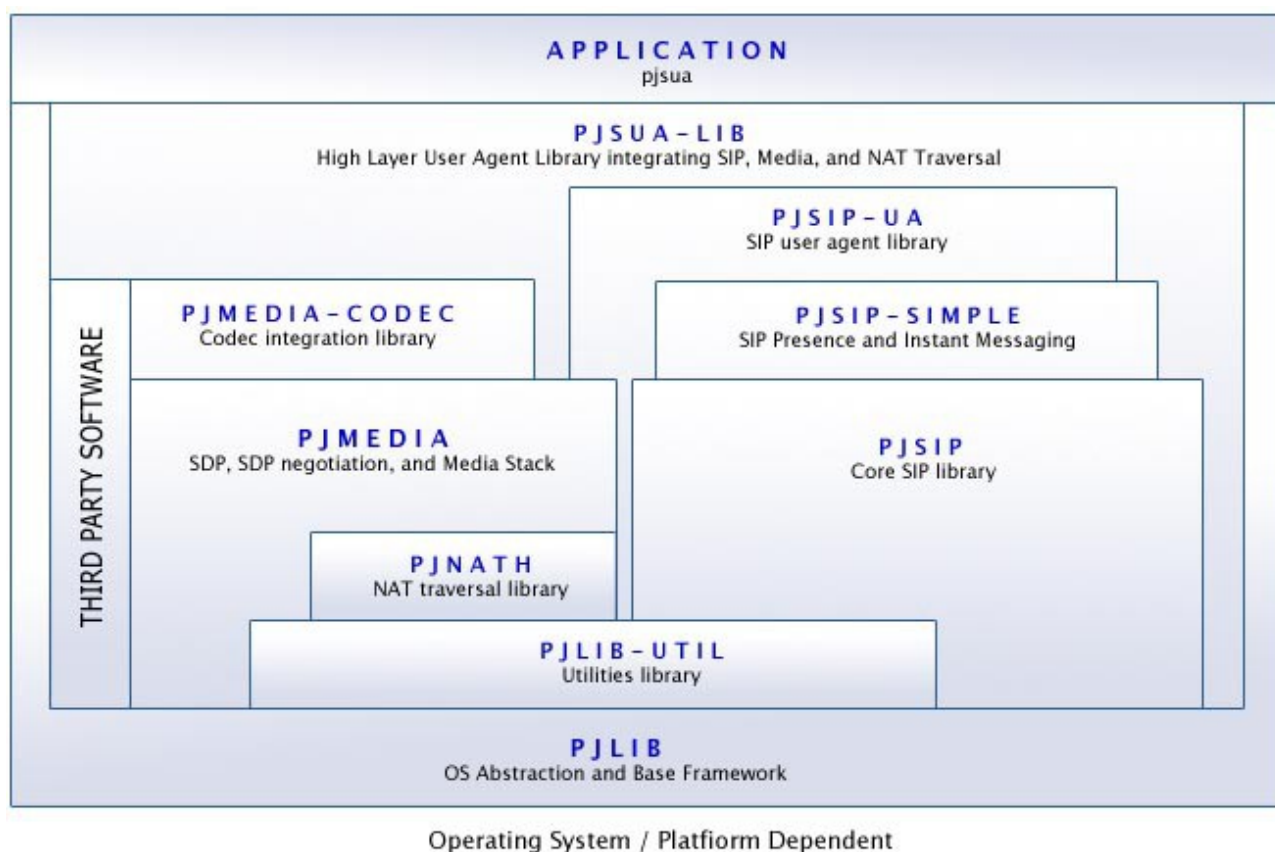 APPLICATION
pjsua
PJSUA-LIB
High Layer User Agent Library integrating SIP, Media, and NAT Traversal
PJSIP-UA
SIP user agent library
PJMEDIA-CODEC
Codec integration library
PJSIP-SIMPLE
SIP Presence and Instant Messaging
THIRD PARTY SOFTWARE
PJMEDIA
SDP, SDP negotiation, and Media Stack
PJSIP
Core SIP library
PJNATH
NAT traversal library
PJLIB-UTIL
Utilities library
PJLIB
OS Abstraction and Base Framework
Operating System / Platfiorm Dependent